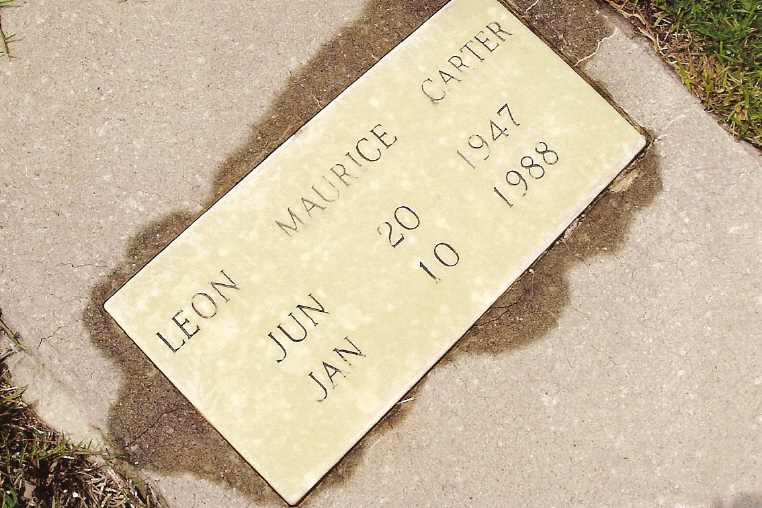 LEON MAURICE CARTER
JUN 20 1947
JAN 10 1988